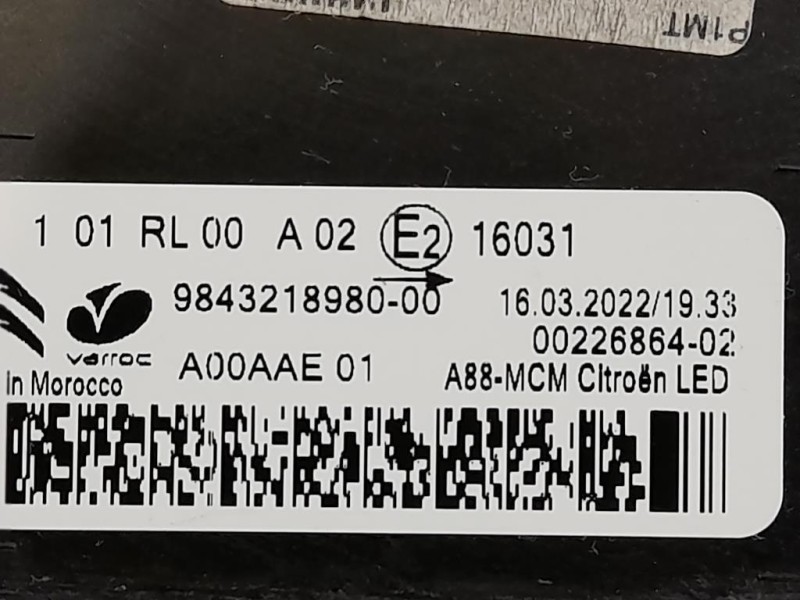 P1MT
1 01 RL 00 A 02 E2 16031
9843218980-00 16.03.2022/19.33
00226864-02
varroc
A00AAE 01 A88-MCM Citroën LED
in Morocco